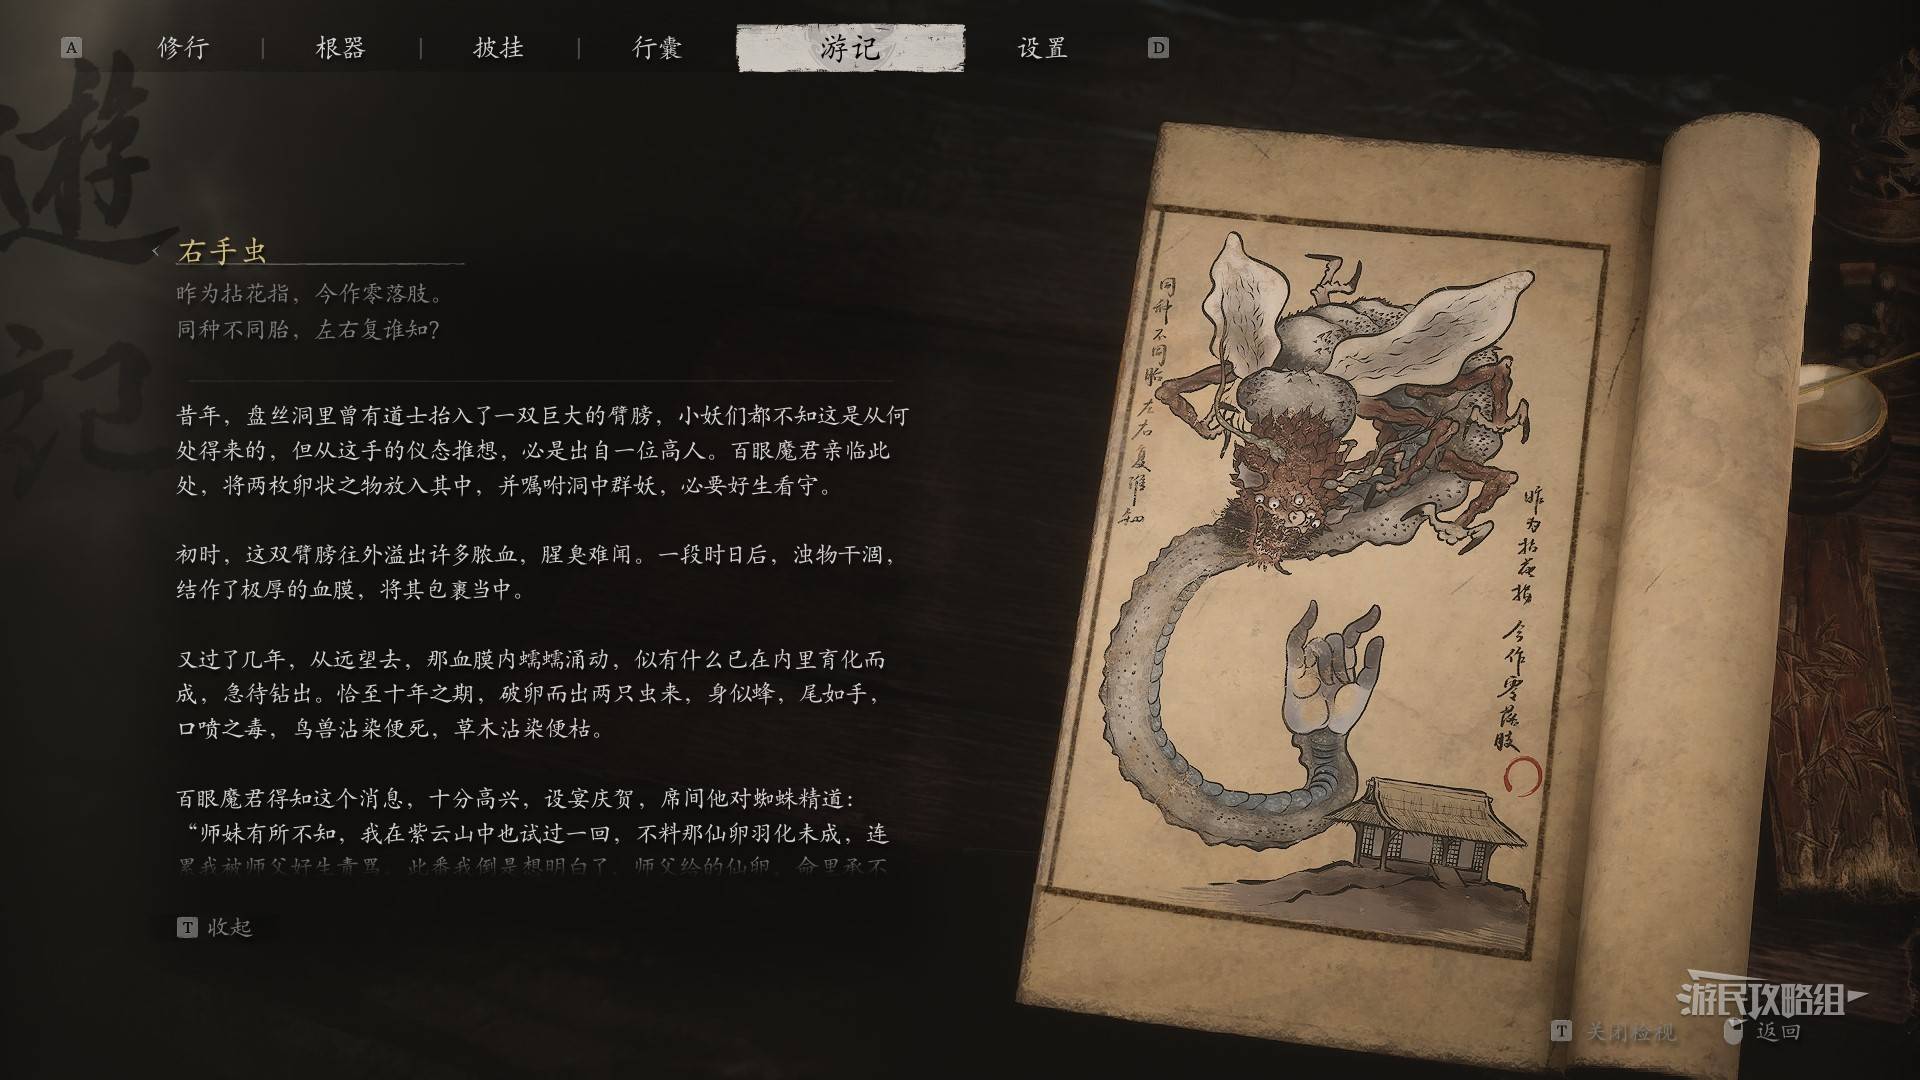 A 修行 | 根器 | 披挂 | 行囊 游记 设置 D
遊記
右手虫
昨为拈花指，今作零落肢。
同种不同胎，左右复谁知？
昔年，盘丝洞里曾有道士抬入了一双巨大的臂膀，小妖们都不知这是从何
处得来的，但从这手的仪态推想，必是出自一位高人。百眼魔君亲临此
处，将两枚卵状之物放入其中，并嘱咐洞中群妖，必要好生看守。
初时，这双臂膀往外溢出许多脓血，腥臭难闻。一段时日后，浊物干涸，
结作了极厚的血膜，将其包裹当中。
又过了几年，从远望去，那血膜内蠕蠕涌动，似有什么已在内里育化而
成，急待钻出。恰至十年之期，破卵而出两只虫来，身似蜂，尾如手，
口喷之毒，鸟兽沾染便死，草木沾染便枯。
百眼魔君得知这个消息，十分高兴，设宴庆贺，席间他对蜘蛛精道：
“师妹有所不知，我在紫云山中也试过一回，不料那仙卵羽化未成，连
累我被师父好生责骂。此番我倒是想明白了，师父给的仙卵，命里承不
T 收起
昨为拈花指 今作零落肢
同种不同胎 左右复谁知
游民攻略组
T 关闭检视 返回